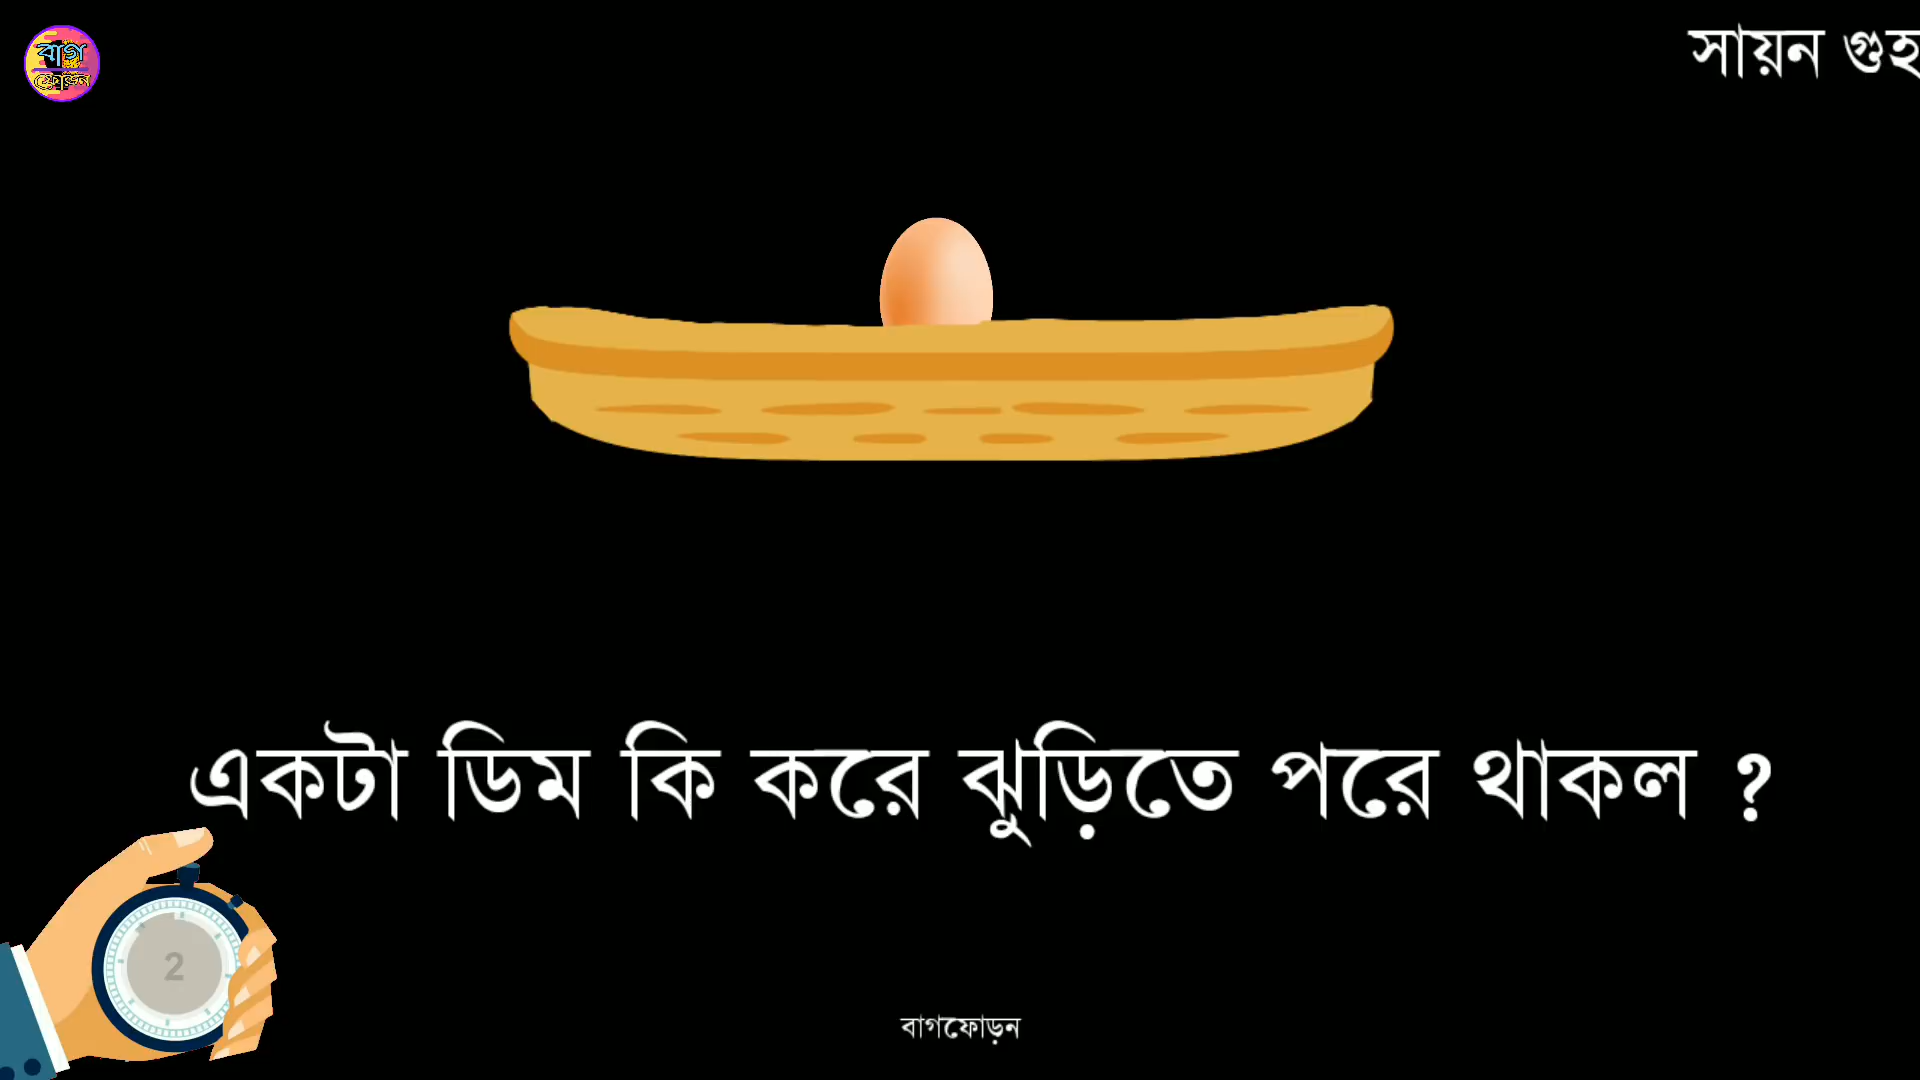 বাগ
ফোড়ন
সায়ন গুহ
একটা ডিম কি করে ঝুড়িতে পরে থাকল ?
2
বাগফোড়ন